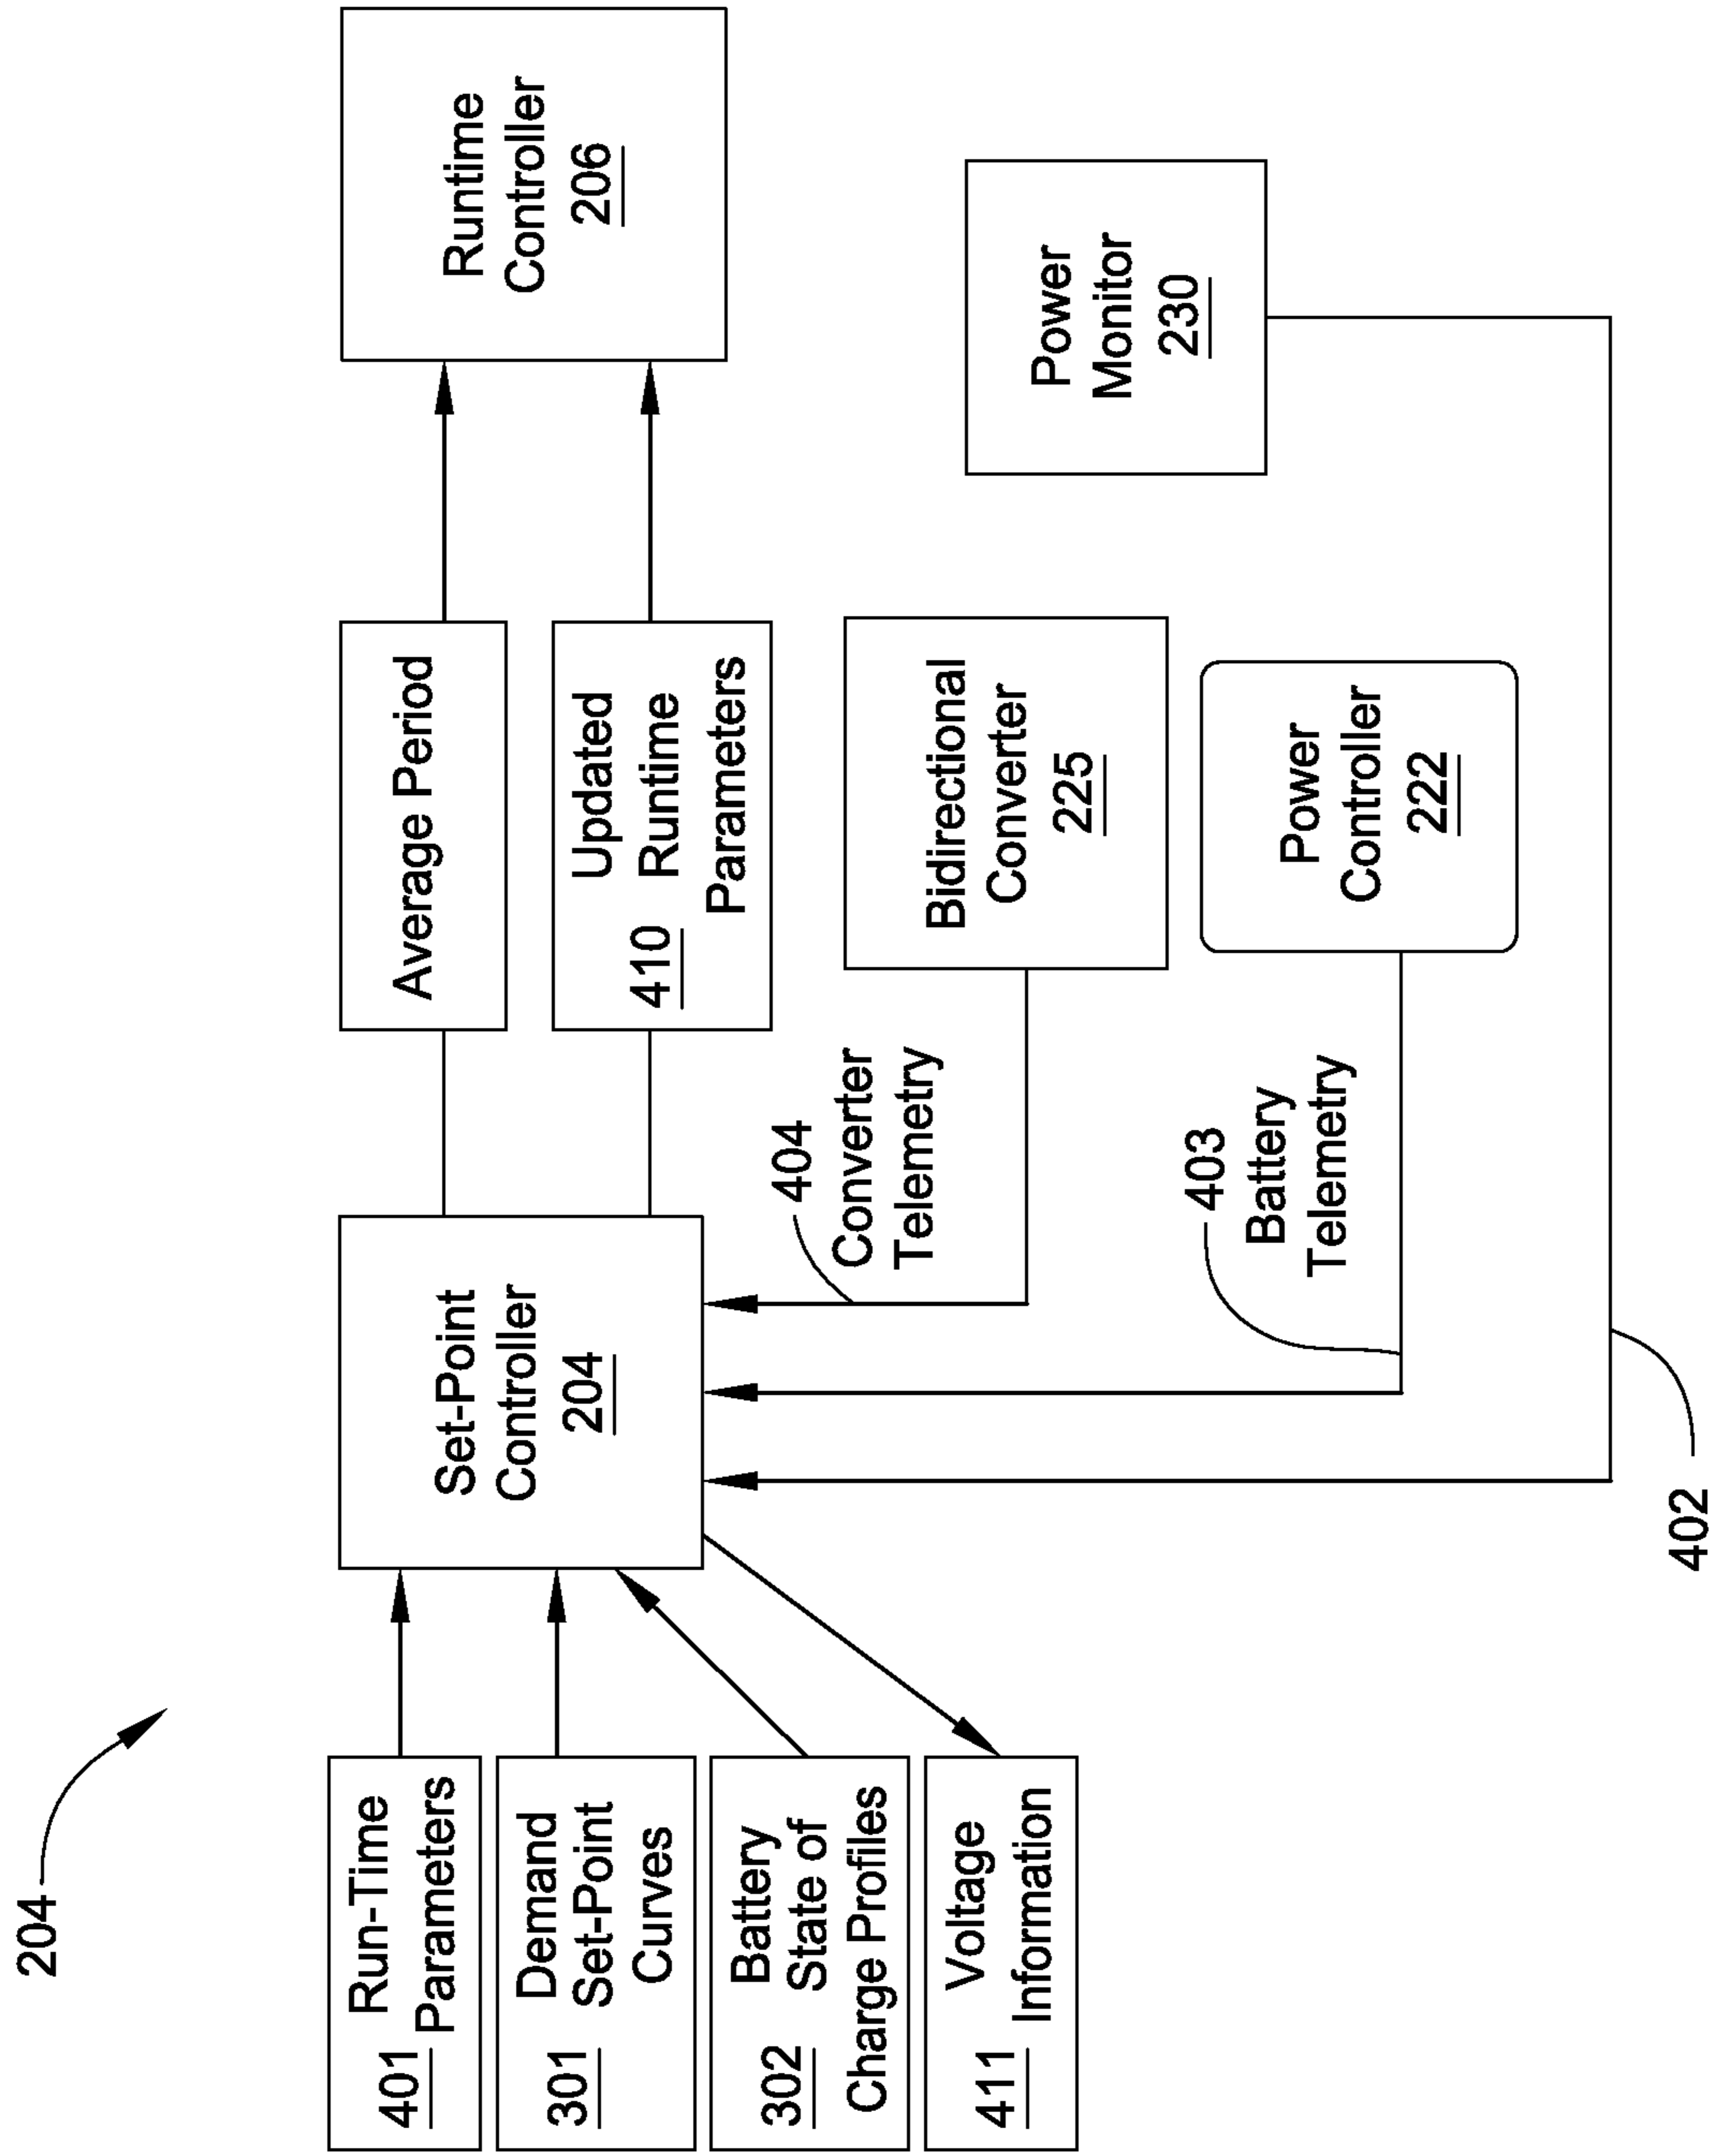 204
Run-Time
401 Parameters
Demand
301 Set-Point
Curves
Battery
302 State of
Charge Profiles
Voltage
411 Information
Set-Point
Controller
204
Average Period
Updated
410 Runtime
Parameters
Runtime
Controller
206
404
Converter
Telemetry
Bidirectional
Converter
225
403
Battery
Telemetry
Power
Controller
222
Power
Monitor
230
402